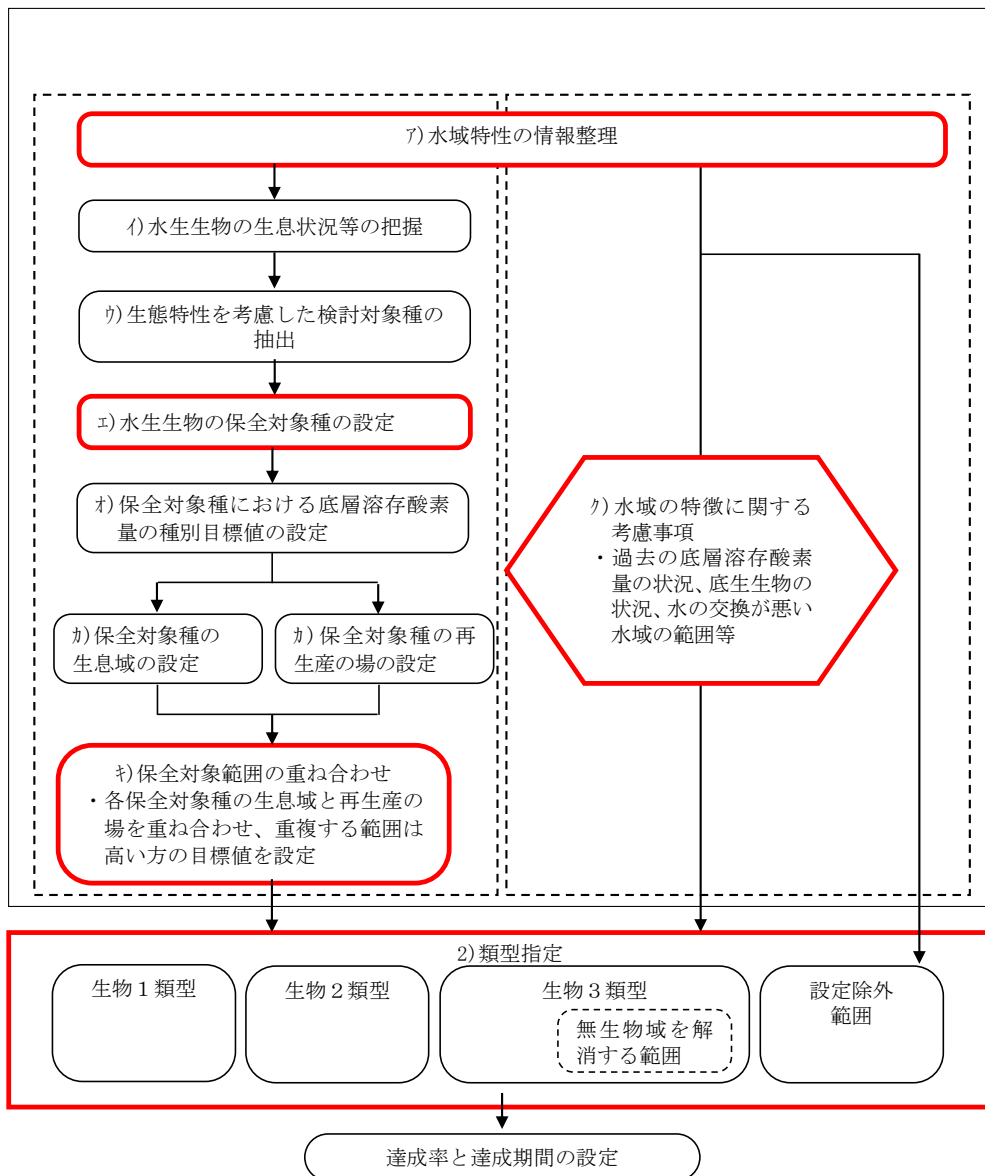 ｱ)水域特性の情報整理
ｲ)水生生物の生息状況等の把握
ｳ)生態特性を考慮した検討対象種の
抽出
ｴ)水生生物の保全対象種の設定
ｵ)保全対象種における底層溶存酸素
量の種別目標値の設定
ｶ)保全対象種の
生息域の設定
ｶ)保全対象種の再
生産の場の設定
ｷ)保全対象範囲の重ね合わせ
・各保全対象種の生息域と再生産の
場を重ね合わせ、重複する範囲は
高い方の目標値を設定
ｸ)水域の特徴に関する
考慮事項
・過去の底層溶存酸素
量の状況、底生生物の
状況、水の交換が悪い
水域の範囲等
2)類型指定
生物１類型
生物２類型
生物３類型
無生物域を解
消する範囲
設定除外
範囲
達成率と達成期間の設定